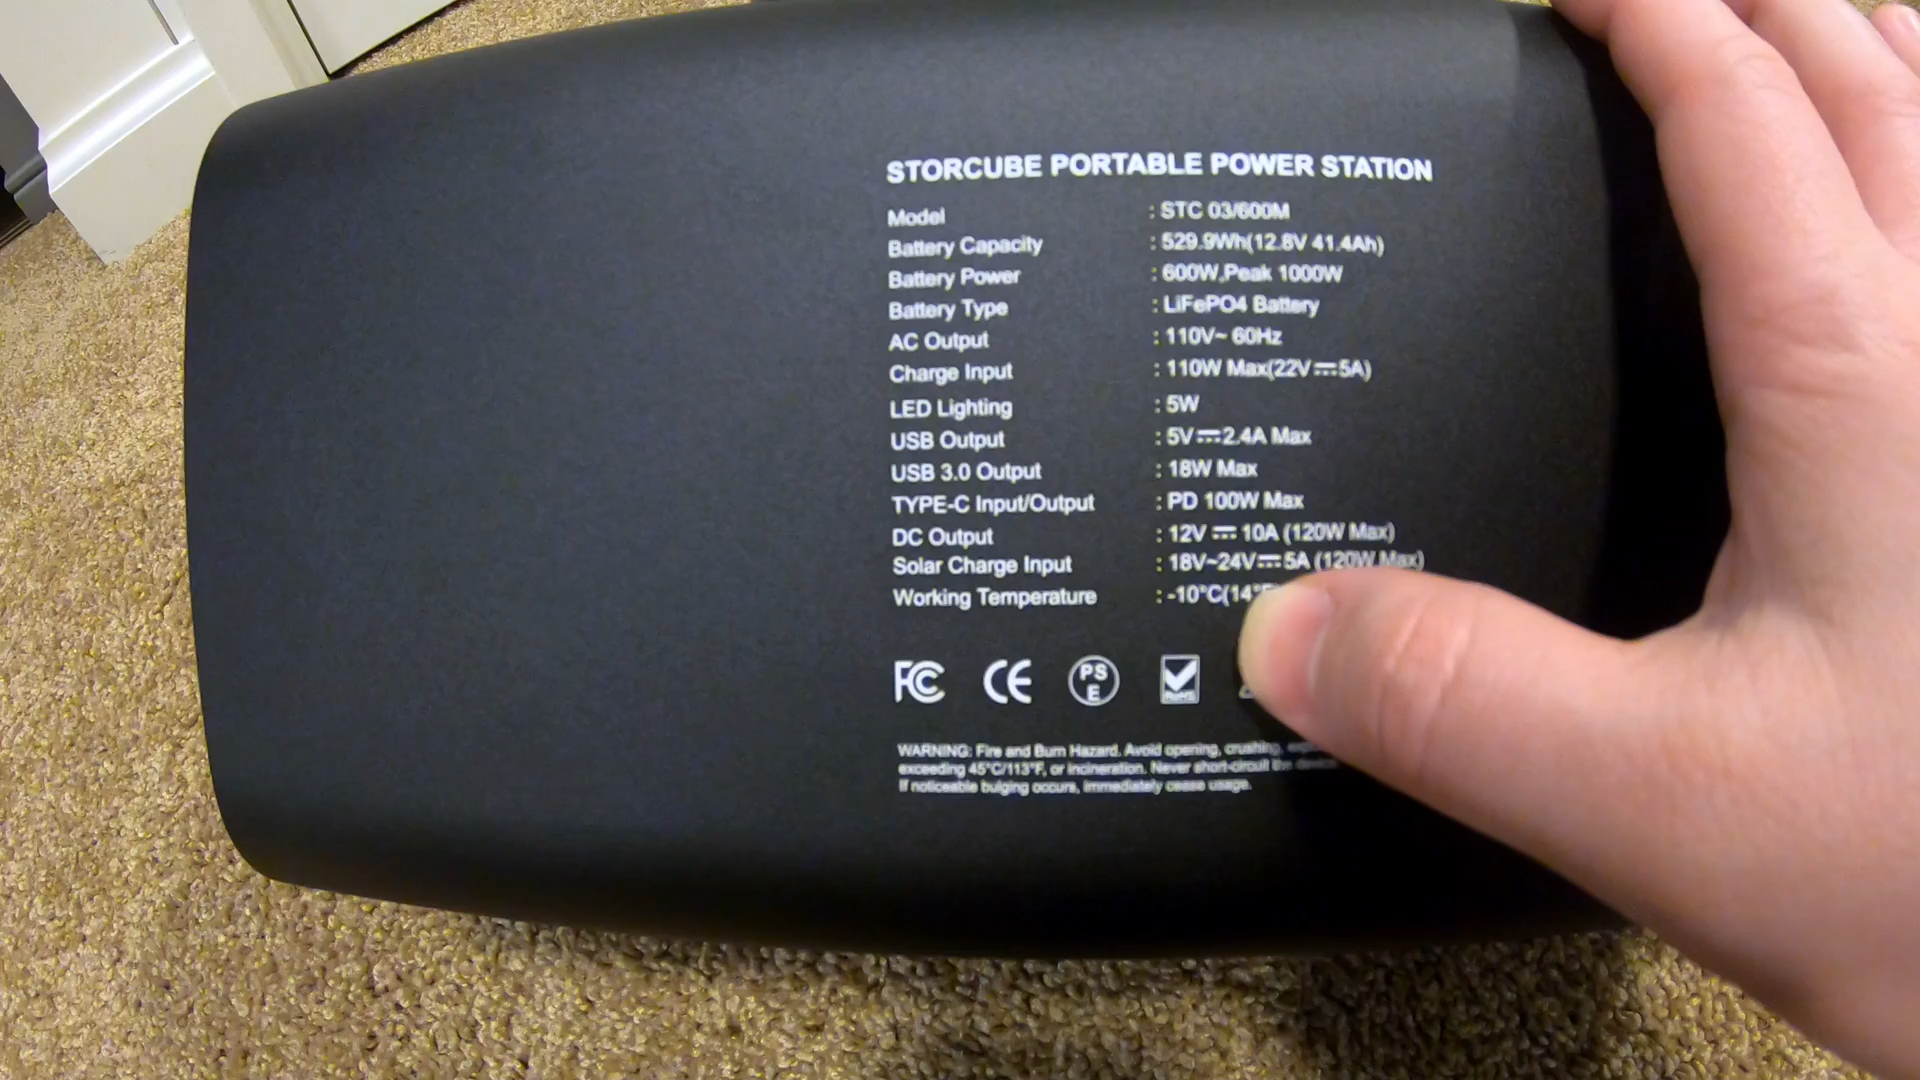 STORCUBE PORTABLE POWER STATION
Model : STC 03/600M
Battery Capacity : 529.9Wh(12.8V 41.4Ah)
Battery Power : 600W,Peak 1000W
Battery Type : LiFePO4 Battery
AC Output : 110V~ 60Hz
Charge Input : 110W Max(22V⎓5A)
LED Lighting : 5W
USB Output : 5V⎓2.4A Max
USB 3.0 Output : 18W Max
TYPE-C Input/Output : PD 100W Max
DC Output : 12V ⎓ 10A (120W Max)
Solar Charge Input : 18V~24V⎓5A (120W Max)
Working Temperature : -10°C(14°F
FC CE PSE RoHS
WARNING: Fire and Burn Hazard. Avoid opening, crushing,
exceeding 45°C/113°F, or incineration. Never short-circuit the device.
If noticeable bulging occurs, immediately cease usage.